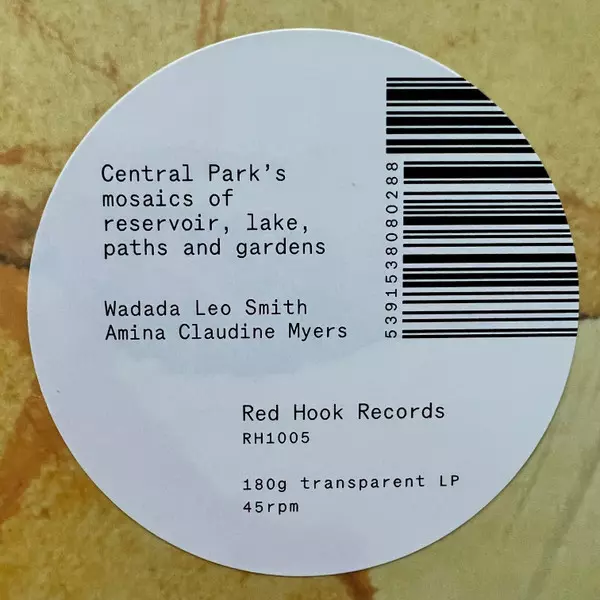 Central Park's
mosaics of
reservoir, lake,
paths and gardens
Wadada Leo Smith
Amina Claudine Myers
5391538080288
Red Hook Records
RH1005
180g transparent LP
45rpm